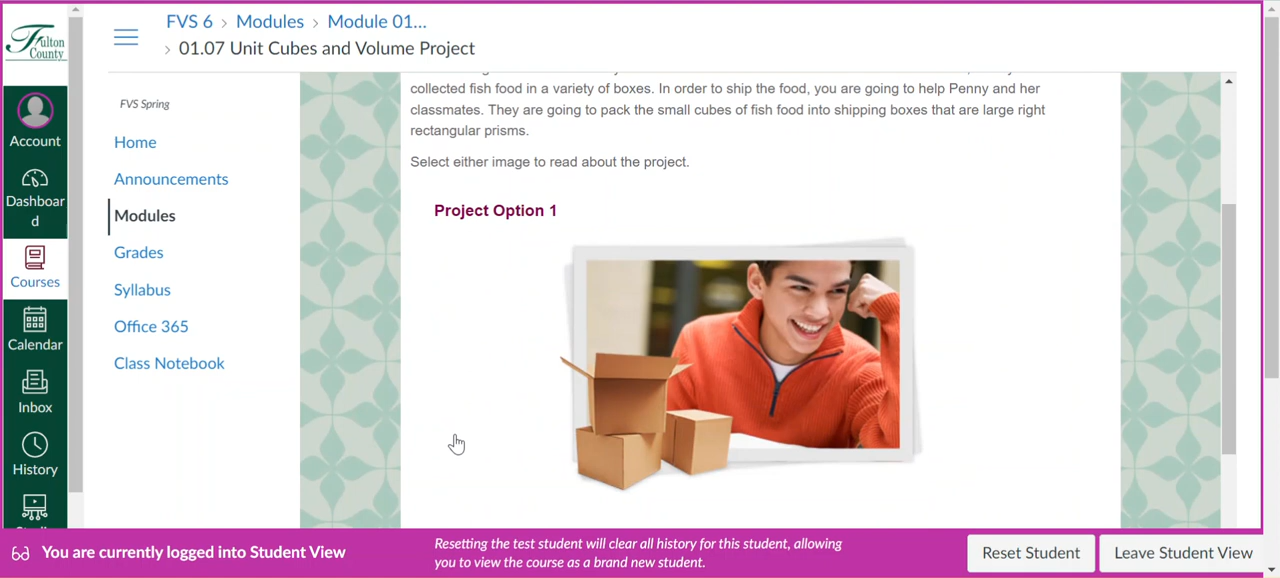 Fulton
County
FVS 6 > Modules > Module 01...
> 01.07 Unit Cubes and Volume Project
FVS Spring
Account
Dashboar
d
Courses
Calendar
Inbox
History
Home
Announcements
Modules
Grades
Syllabus
Office 365
Class Notebook
collected fish food in a variety of boxes. In order to ship the food, you are going to help Penny and her
classmates. They are going to pack the small cubes of fish food into shipping boxes that are large right
rectangular prisms.
Select either image to read about the project.
Project Option 1
You are currently logged into Student View
Resetting the test student will clear all history for this student, allowing
you to view the course as a brand new student.
Reset Student
Leave Student View